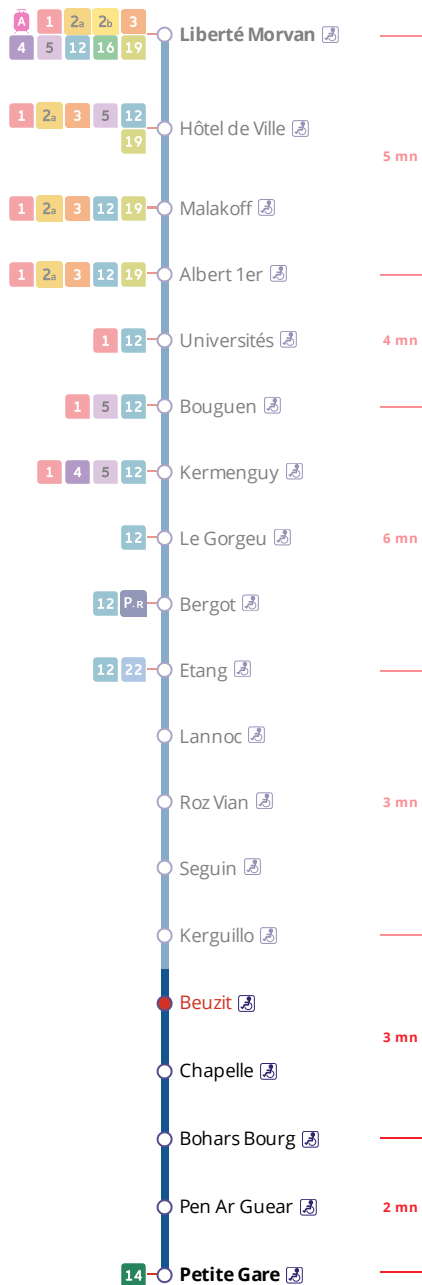 A 1 2a 2b 3
4 5 12 16 19
Liberté Morvan
1 2a 3 5 12
19
Hôtel de Ville
5 mn
1 2a 3 12 19 Malakoff
1 2a 3 12 19 Albert 1er
1 12 Universités 4 mn
1 5 12 Bouguen
1 4 5 12 Kermenguy
12 Le Gorgeu 6 mn
12 P.R Bergot
12 22 Etang
Lannoc
Roz Vian 3 mn
Seguin
Kerguillo
Beuzit
3 mn
Chapelle
Bohars Bourg
Pen Ar Guear 2 mn
14 Petite Gare